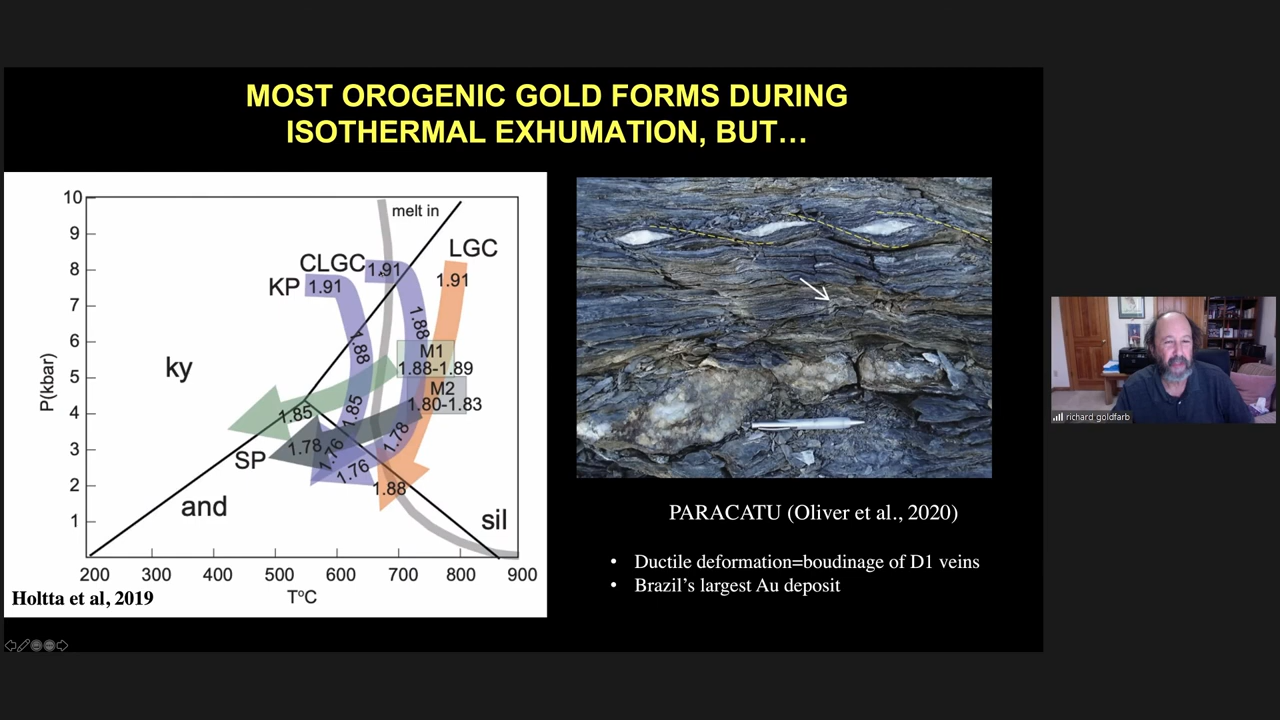 MOST OROGENIC GOLD FORMS DURING
ISOTHERMAL EXHUMATION, BUT…
10
9
8
7
6
5
4
3
2
1
P(kbar)
200 300 400 500 600 700 800 900
T°C
melt in
CLGC
KP
LGC
1.91
1.91
1.91
1.88
1.88
M1
1.88-1.89
M2
1.80-1.83
ky
1.85
1.85
1.78
1.78
SP
1.76
1.76
1.88
and
sil
Holtta et al, 2019
PARACATU (Oliver et al., 2020)
• Ductile deformation=boudinage of D1 veins
• Brazil's largest Au deposit
richard goldfarb